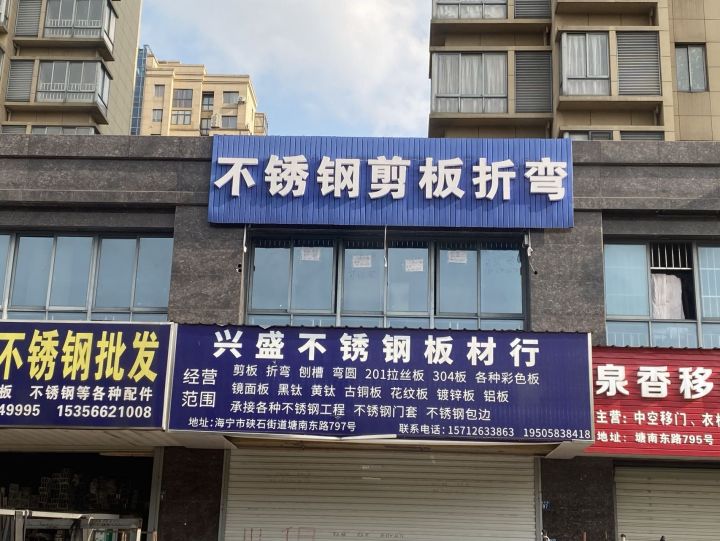 不锈钢剪板折弯
不锈钢批发
板 不锈钢等各种配件
49995 15356621008
兴盛不锈钢板材行
经营范围
剪板 折弯 刨槽 弯圆 201拉丝板 304板 各种彩色板
镜面板 黑钛 黄钛 古铜板 花纹板 镀锌板 铝板
承接各种不锈钢工程 不锈钢门套 不锈钢包边
地址:海宁市硖石街道塘南东路797号 联系电话:15712633863 19505838418
泉香移
主营:中空移门、衣
地址:塘南东路795号